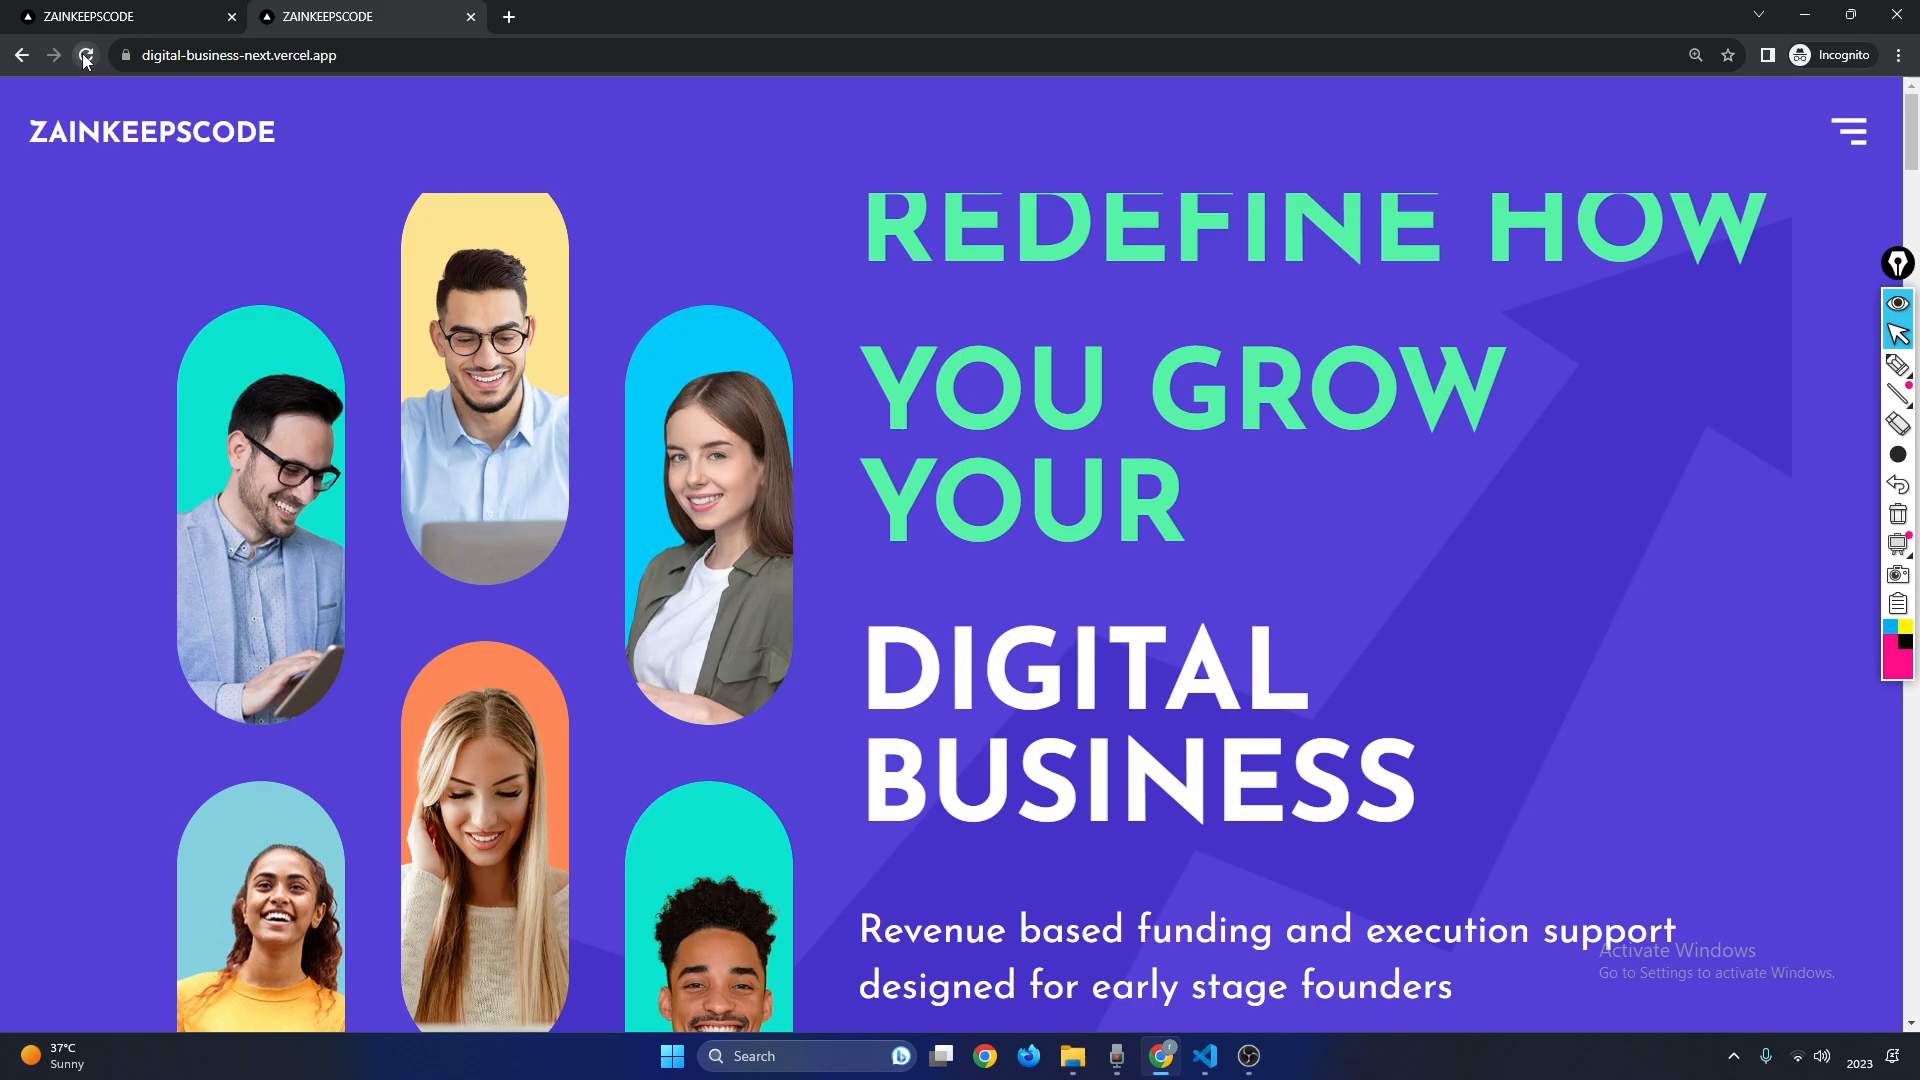 ZAINKEEPSCODE
ZAINKEEPSCODE
digital-business-next.vercel.app
Incognito
ZAINKEEPSCODE
REDEFINE HOW
YOU GROW
YOUR
DIGITAL
BUSINESS
Revenue based funding and execution support
designed for early stage founders
Activate Windows
Go to Settings to activate Windows.
37°C
Sunny
Search
2023